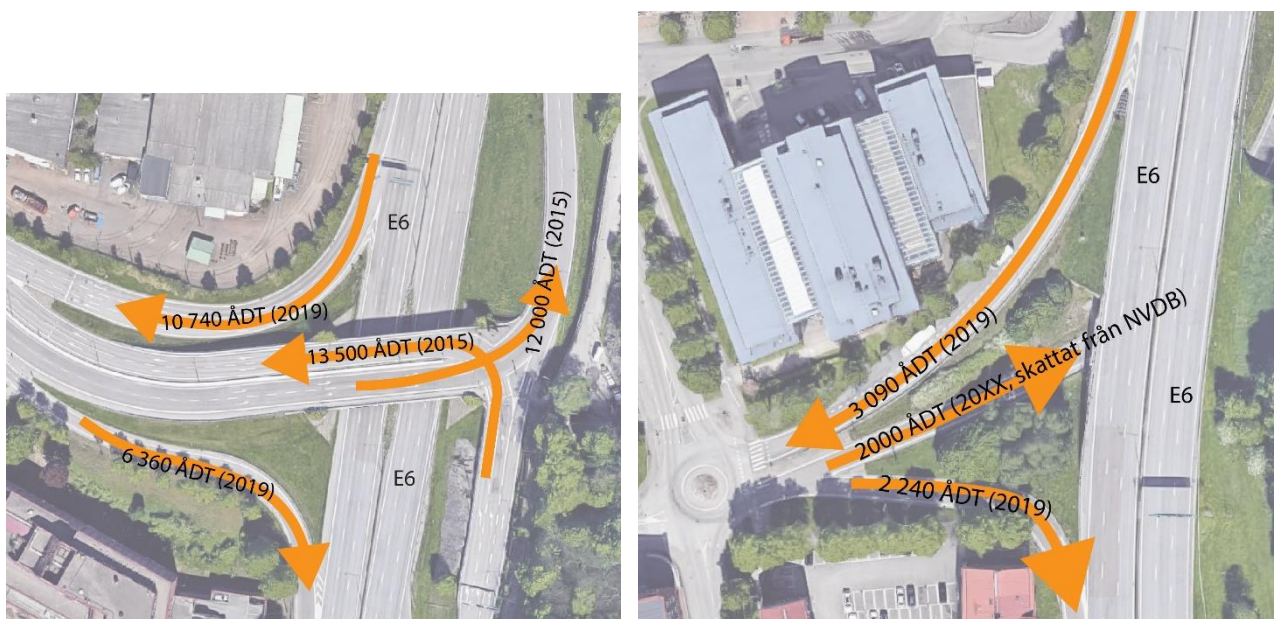 E6
12 000 ÅDT (2015)
10 740 ÅDT (2019)
13 500 ÅDT (2015)
6 360 ÅDT (2019)
E6
E6
3 090 ÅDT (2019)
2000 ÅDT (20XX, skattat från NVDB)
E6
2 240 ÅDT (2019)